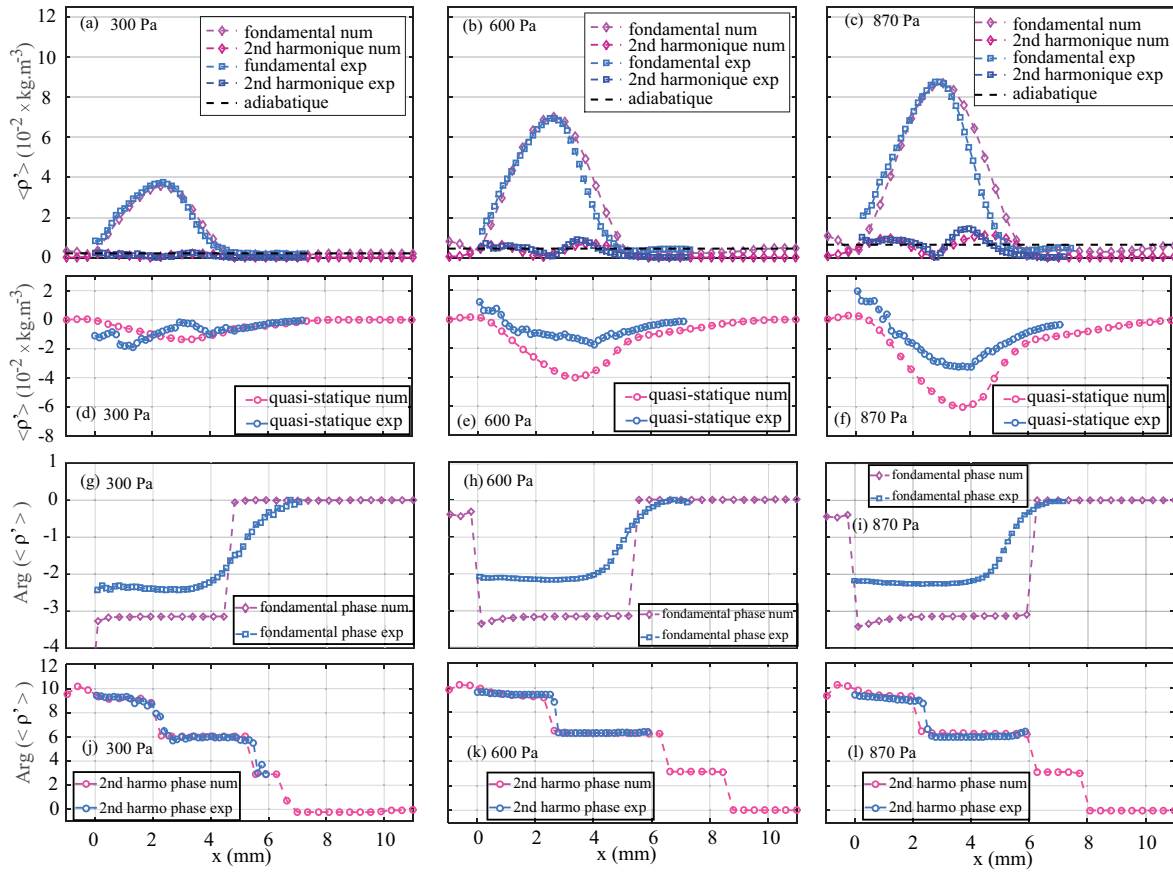 (a) 300 Pa
fondamental num
2nd harmonique num
fundamental exp
2nd harmonique exp
adiabatique
(b) 600 Pa
fondamental num
2nd harmonique num
fondamental exp
2nd harmonique exp
adiabatique
(c) 870 Pa
fondamental num
2nd harmonique num
fondamental exp
2nd harmonique exp
adiabatique
<ρ'> (10⁻² × kg.m⁻³)
12
10
8
6
4
2
0
<ρ'> (10⁻² × kg.m⁻³)
2
0
-2
-4
-6
-8
(d) 300 Pa
quasi-statique num
quasi-statique exp
(e) 600 Pa
quasi-statique num
quasi-statique exp
(f) 870 Pa
quasi-statique num
quasi-statique exp
Arg (< ρ' >)
1
0
-1
-2
-3
-4
(g) 300 Pa
fondamental phase num
fondamental phase exp
(h) 600 Pa
fondamental phase num
fondamental phase exp
(i) 870 Pa
fondamental phase num
fondamental phase exp
Arg (< ρ' >)
12
10
8
6
4
2
0
(j) 300 Pa
2nd harmo phase num
2nd harmo phase exp
(k) 600 Pa
2nd harmo phase num
2nd harmo phase exp
(l) 870 Pa
2nd harmo phase num
2nd harmo phase exp
0 2 4 6 8 10
0 2 4 6 8 10
0 2 4 6 8 10
x (mm)
x (mm)
x (mm)